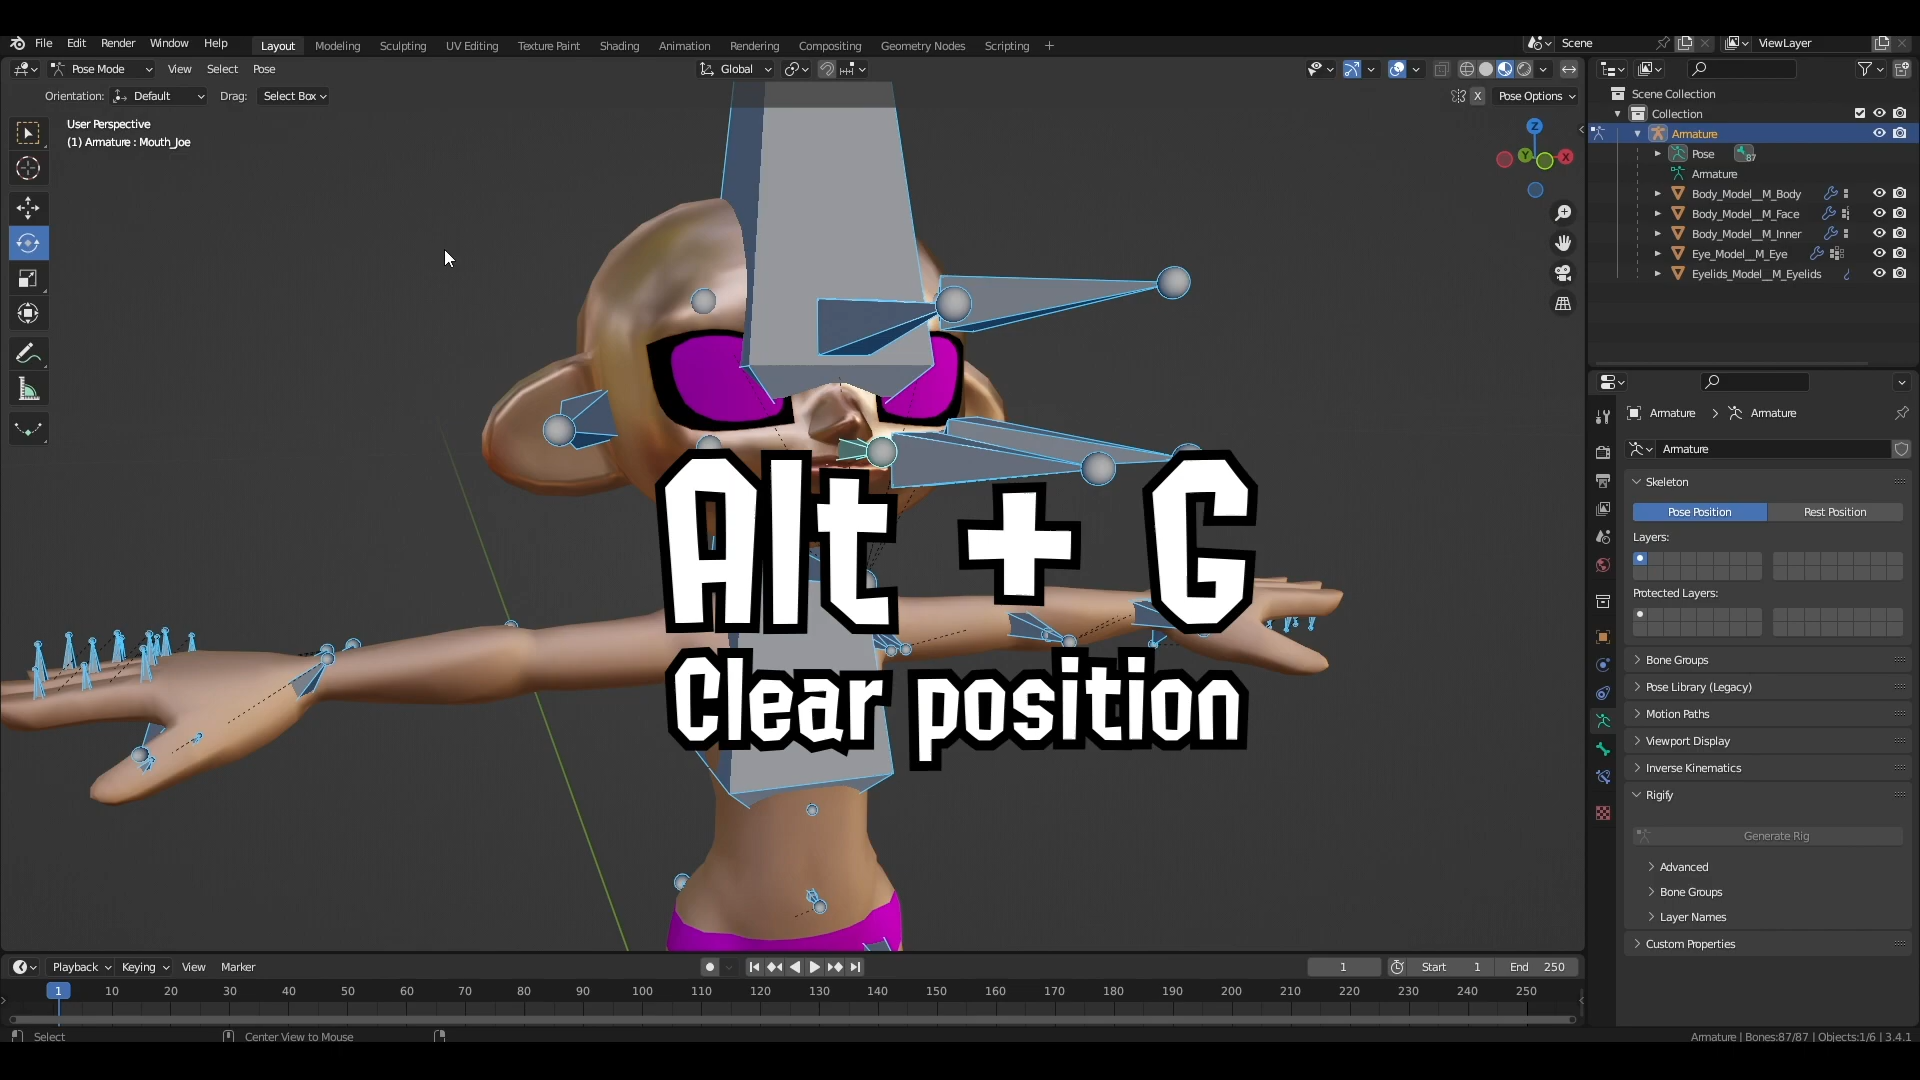 File Edit Render Window Help Layout Modeling Sculpting UV Editing Texture Paint Shading Animation Rendering Compositing Geometry Nodes Scripting + Scene ViewLayer
Pose Mode View Select Pose Global
Orientation: Default Drag: Select Box X Pose Options
User Perspective
(1) Armature : Mouth_Joe
Z
Y
X
Scene Collection
Collection
Armature
Pose 87
Armature
Body_Model__M_Body
Body_Model__M_Face
Body_Model__M_Inner
Eye_Model__M_Eye
Eyelids_Model__M_Eyelids
Armature > Armature
Armature
Skeleton
Pose Position Rest Position
Layers:
Protected Layers:
Bone Groups
Pose Library (Legacy)
Motion Paths
Viewport Display
Inverse Kinematics
Rigify
Generate Rig
Advanced
Bone Groups
Layer Names
Custom Properties
Alt + G
Clear position
Playback Keying View Marker 1 Start 1 End 250
1 10 20 30 40 50 60 70 80 90 100 110 120 130 140 150 160 170 180 190 200 210 220 230 240 250
Select Center View to Mouse Armature | Bones:87/87 | Objects:1/6 | 3.4.1